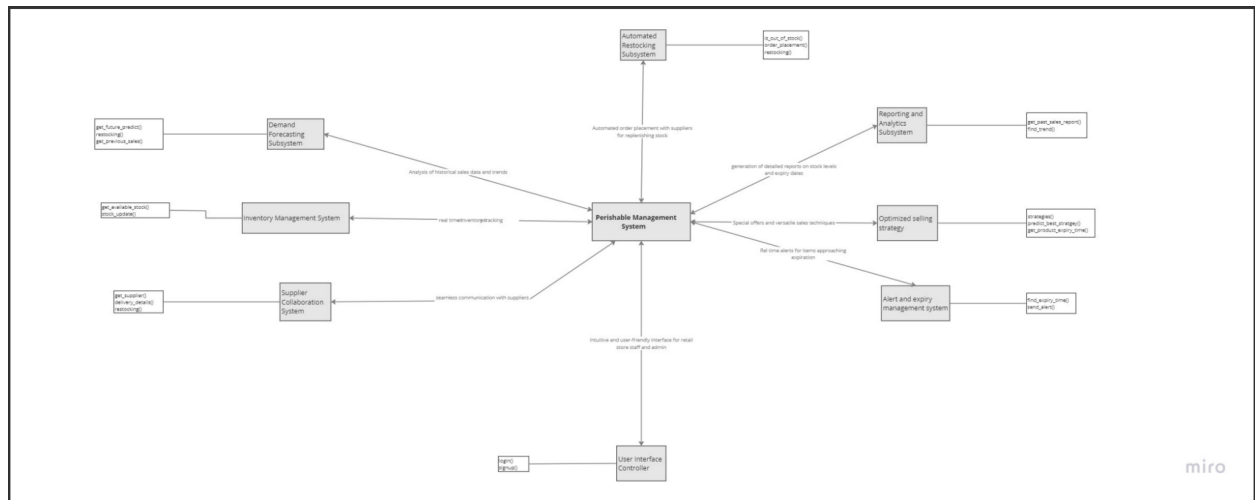 Automated
Restocking
Subsystem
is_out_of_stock()
order_placement()
restocking()
Demand
Forecasting
Subsystem
get_future_predict()
restocking()
get_previous_sales()
Reporting and
Analytics
Subsystem
get_past_sales_report()
find_trend()
Automated order placement with suppliers
for replenishing stock
generation of detailed reports on stock levels
and expiry dates
Analysis of historical sales data and trends
get_available_stock()
stock_update()
Inventory Management System
real time
tracking
Perishable Management
System
Special offers and versatile sales techniques
Optimized selling
strategy
strategies()
predict_best_strategy()
get_product_expiry_time()
Rel time alerts for items approaching
expiration
get_supplier()
delivery_details()
restocking()
Supplier
Collaboration
System
seamless communication with suppliers
Alert and expiry
management system
find_expiry_time()
send_alert()
Intuitive and user-friendly interface for retail
store staff and admin
login()
signup()
User Interface
Controller
miro